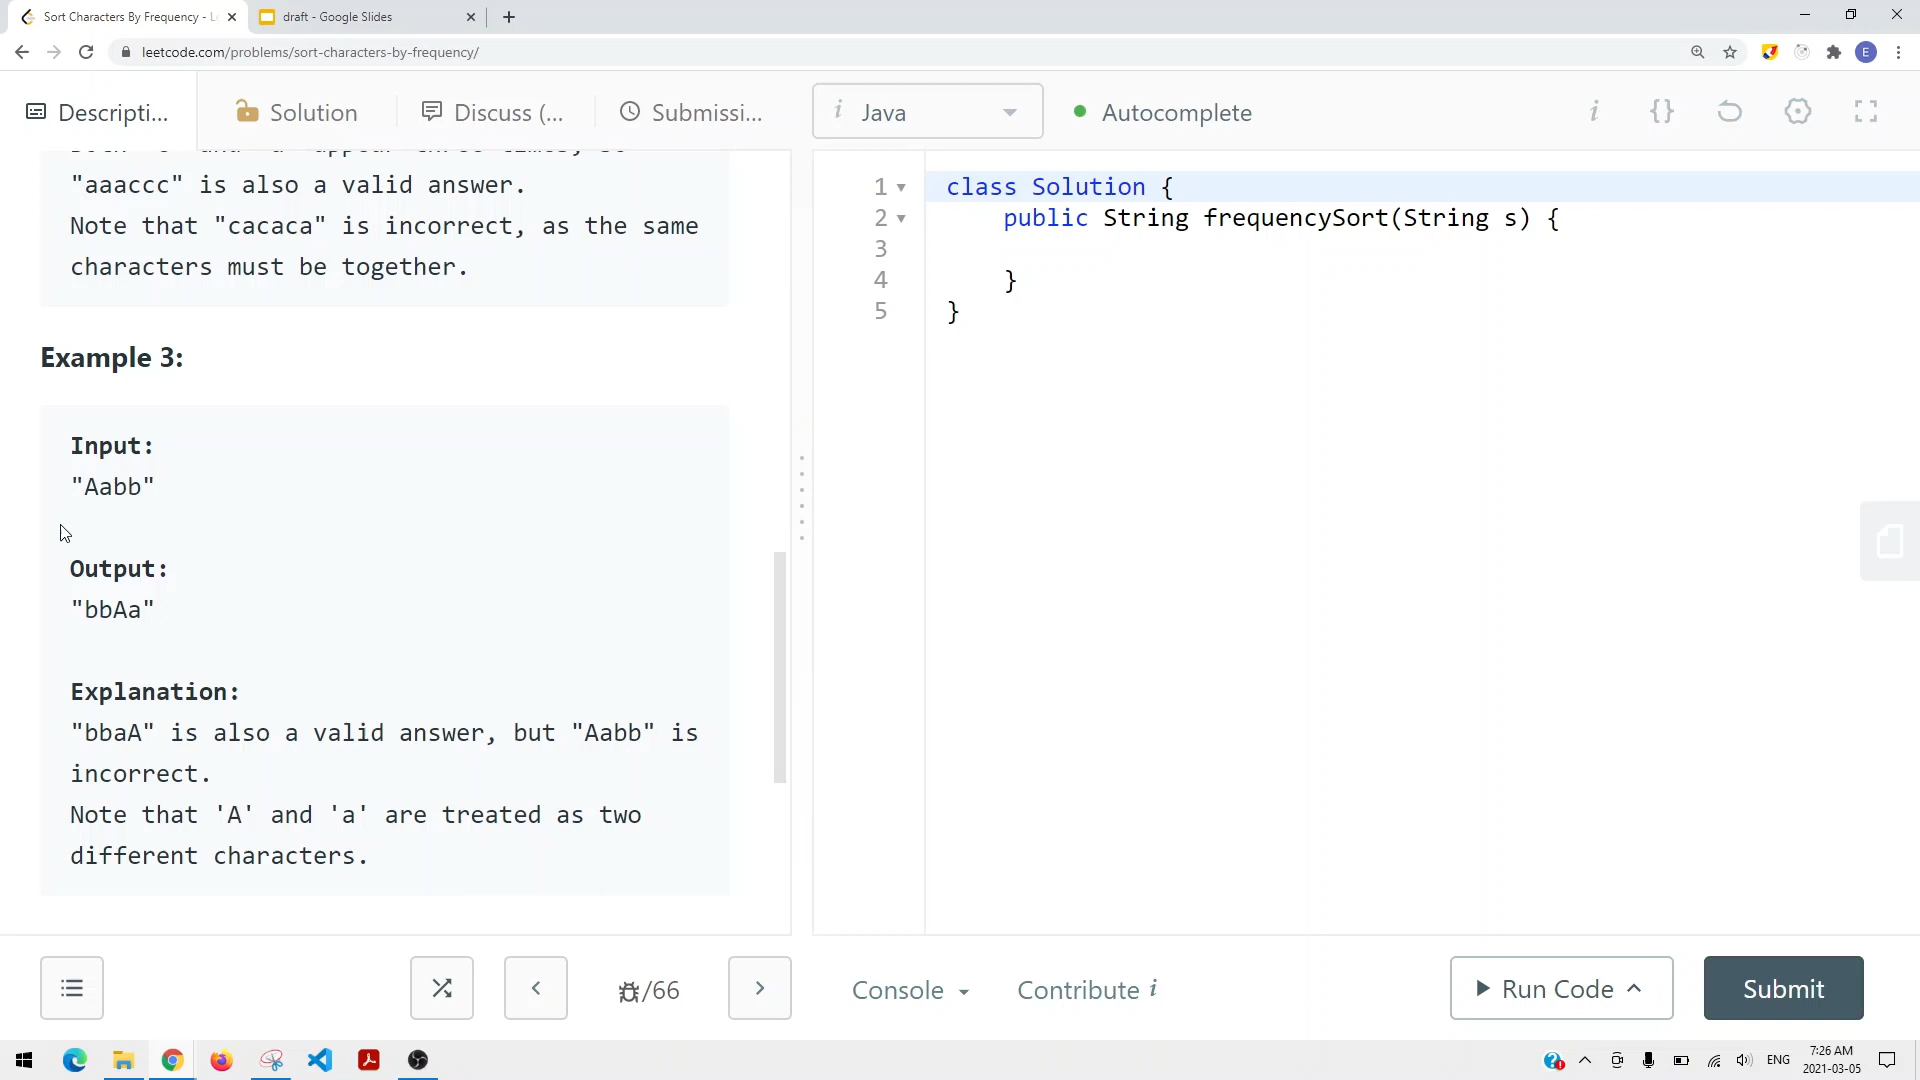 Sort Characters By Frequency - L
draft - Google Slides
leetcode.com/problems/sort-characters-by-frequency/
E
Descripti...
Solution
Discuss (...
Submissi...
i Java
Autocomplete
i {}
"aaaccc" is also a valid answer.
Note that "cacaca" is incorrect, as the same
characters must be together.
Example 3:
Input:
"Aabb"
Output:
"bbAa"
Explanation:
"bbaA" is also a valid answer, but "Aabb" is
incorrect.
Note that 'A' and 'a' are treated as two
different characters.
1 class Solution {
2 public String frequencySort(String s) {
3
4 }
5 }
/66
Console
Contribute i
Run Code
Submit
ENG
7:26 AM
2021-03-05